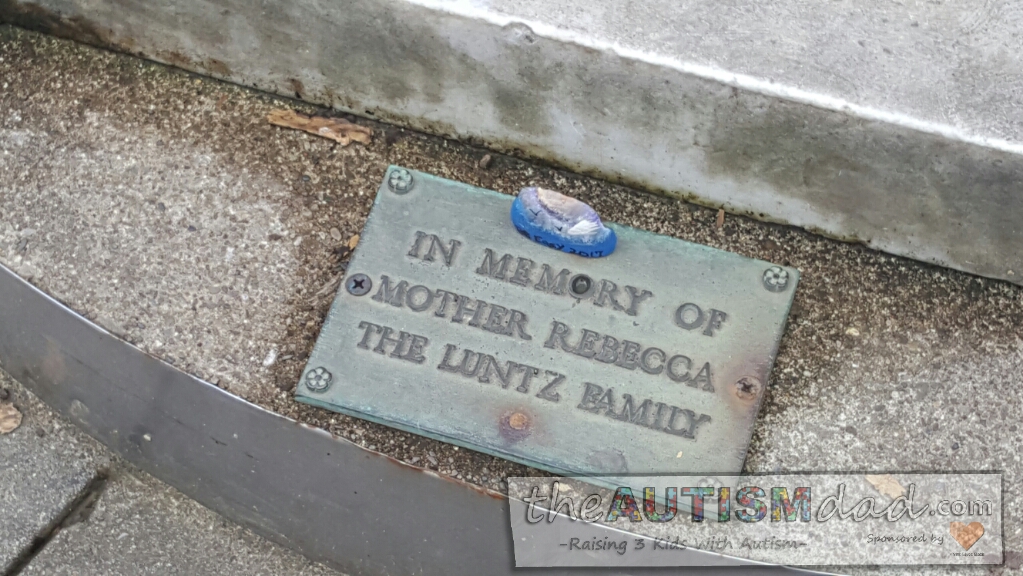 IN MEMORY OF
MOTHER REBECCA
THE LUNTZ FAMILY
theAUTISMdad.com
-Raising 3 Kids with Autism-
Sponsored by